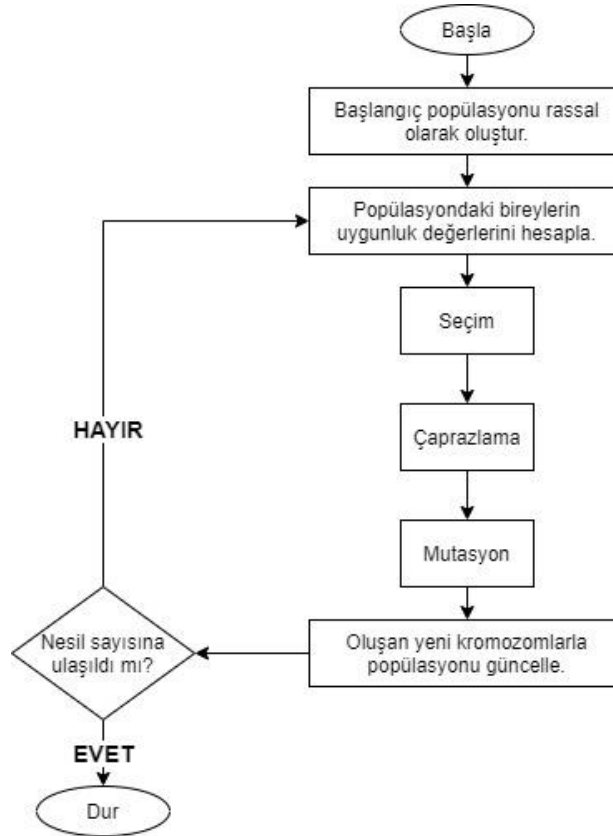 Başla
Başlangıç popülasyonu rassal
olarak oluştur.
Popülasyondaki bireylerin
uygunluk değerlerini hesapla.
Seçim
HAYIR
Çaprazlama
Mutasyon
Oluşan yeni kromozomlarla
popülasyonu güncelle.
Nesil sayısına
ulaşıldı mı?
EVET
Dur